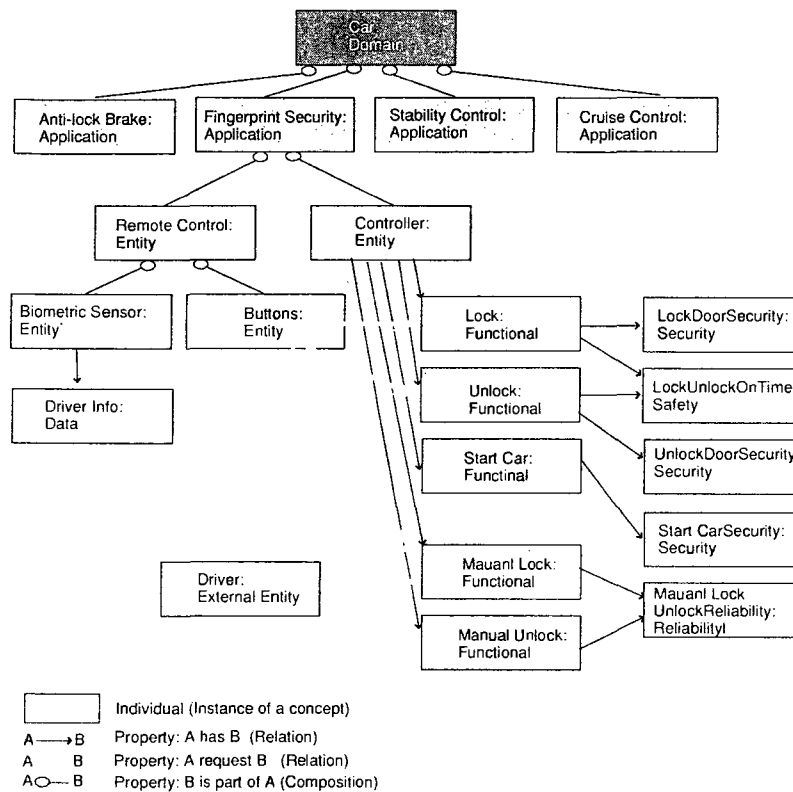 Car
Domain
Anti-lock Brake:
Application
Fingerprint Security:
Application
Stability Control:
Application
Cruise Control:
Application
Remote Control:
Entity
Controller:
Entity
Biometric Sensor:
Entity
Buttons:
Entity
Driver Info:
Data
Lock:
Functional
LockDoorSecurity:
Security
Unlock:
Functional
LockUnlockOnTime
Safety
Start Car:
Functinal
UnlockDoorSecurity
Security
Start CarSecurity:
Security
Driver:
External Entity
Mauanl Lock:
Functional
Mauanl Lock
UnlockReliability:
Reliabilityl
Manual Unlock:
Functional
Individual (Instance of a concept)
A B Property: A has B (Relation)
A B Property: A request B (Relation)
A B Property: B is part of A (Composition)